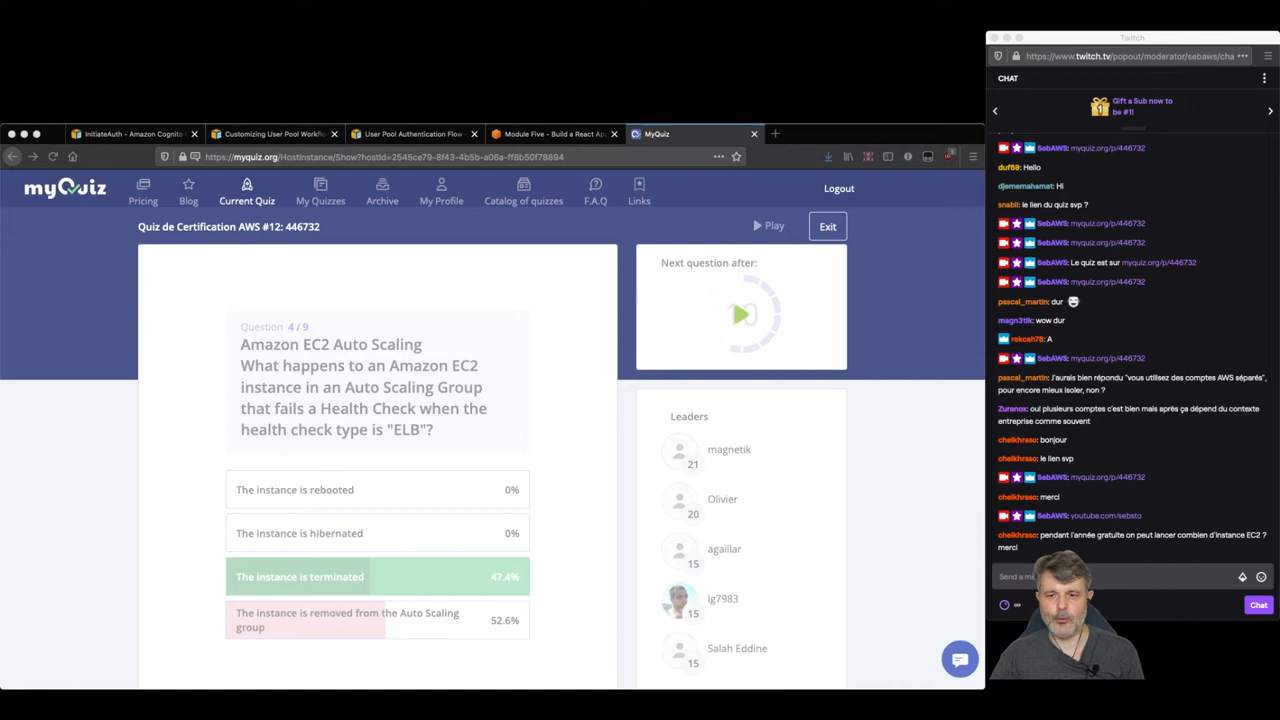 Twitch
https://www.twitch.tv/popout/moderator/sebaws/cha
CHAT
Gift a Sub now to
be #1!
SebAWS: myquiz.org/p/446732
duf59: Hello
djememahamat: Hi
snabil: le lien du quiz svp ?
SebAWS: myquiz.org/p/446732
SebAWS: myquiz.org/p/446732
SebAWS: Le quiz est sur myquiz.org/p/446732
SebAWS: myquiz.org/p/446732
pascal_martin: dur
magn3tik: wow dur
rekcah78: A
SebAWS: myquiz.org/p/446732
pascal_martin: J'aurais bien répondu "vous utilisez des comptes AWS séparés",
pour encore mieux isoler, non ?
Zuranox: oui plusieurs comptes c'est bien mais après ça dépend du contexte
entreprise comme souvent
cheikhraso: bonjour
cheikhraso: le lien svp
SebAWS: myquiz.org/p/446732
cheikhraso: merci
SebAWS: youtube.com/sebsto
cheikhraso: pendant l'année gratuite on peut lancer combien d'instance EC2 ?
merci
Send a m
Chat
InitiateAuth - Amazon Cognito
Customizing User Pool Workflo
User Pool Authentication Flow
Module Five - Build a React App
MyQuiz
https://myquiz.org/HostInstance/Show?hostId=2545ce79-8f43-4b5b-a06a-ff8b50f78894
myQuiz
Pricing
Blog
Current Quiz
My Quizzes
Archive
My Profile
Catalog of quizzes
F.A.Q
Links
Logout
Quiz de Certification AWS #12: 446732
Play
Exit
Question 4 / 9
Amazon EC2 Auto Scaling
What happens to an Amazon EC2
instance in an Auto Scaling Group
that fails a Health Check when the
health check type is "ELB"?
The instance is rebooted 0%
The instance is hibernated 0%
The instance is terminated 47.4%
The instance is removed from the Auto Scaling
group 52.6%
Next question after:
Leaders
magnetik
21
Olivier
20
agaillar
15
lg7983
15
Salah Eddine
15